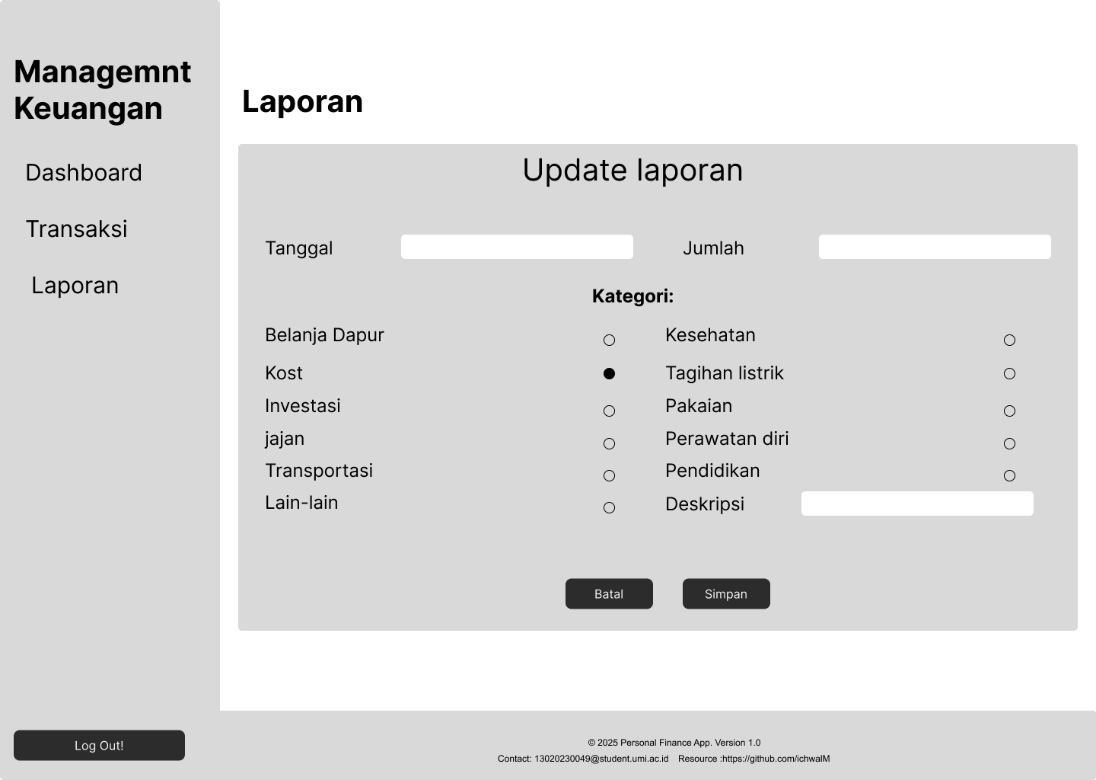 Managemnt
Keuangan
Dashboard
Transaksi
Laporan
Log Out!
Laporan
Update laporan
Tanggal
Jumlah
Kategori:
Belanja Dapur
Kesehatan
Kost
Tagihan listrik
Investasi
Pakaian
jajan
Perawatan diri
Transportasi
Pendidikan
Lain-lain
Deskripsi
Batal
Simpan
© 2025 Personal Finance App. Version 1.0
Contact: 13020230049@student.umi.ac.id Resource :https://github.com/ichwalM